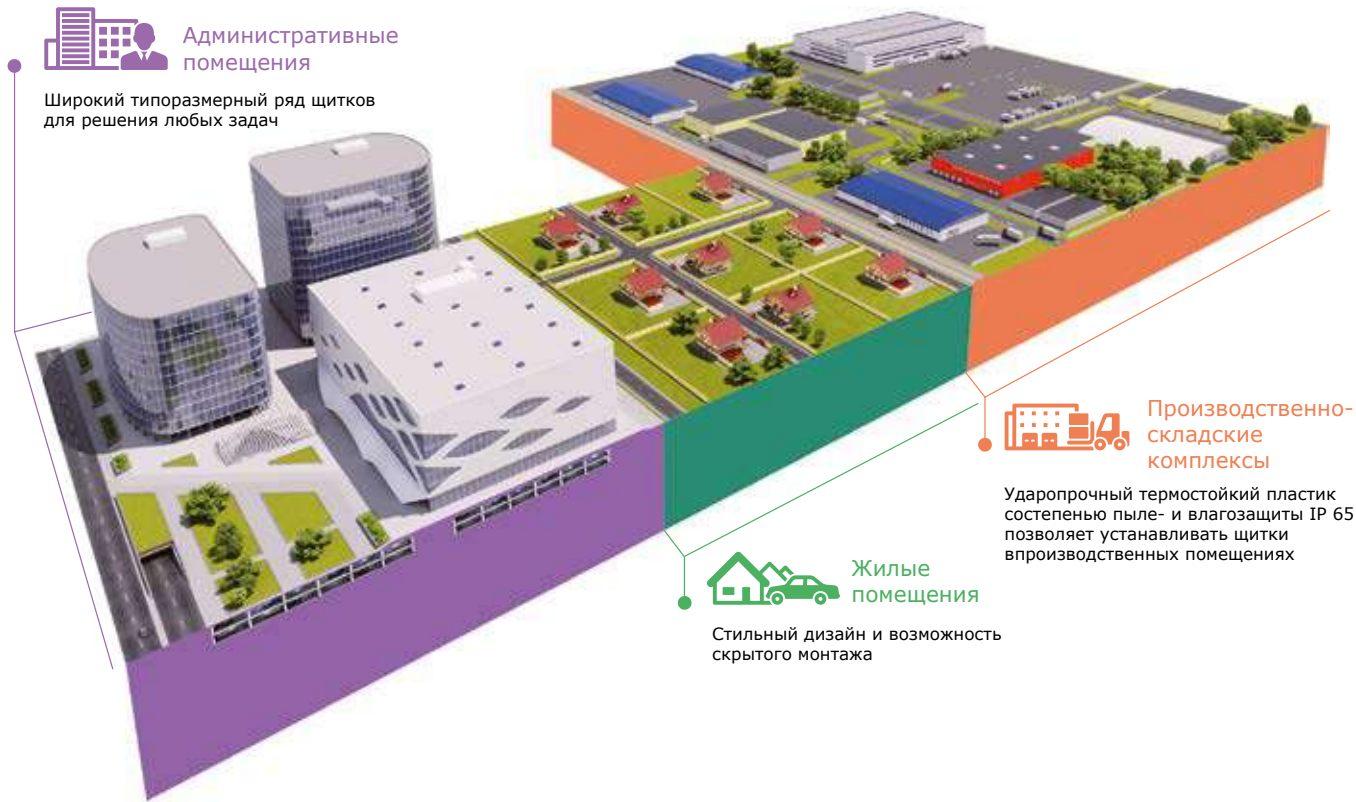 Административные
помещения
Широкий типоразмерный ряд щитков
для решения любых задач
Производственно-
складские
комплексы
Ударопрочный термостойкий пластик
состепенью пыле- и влагозащиты IP 65
позволяет устанавливать щитки
впроизводственных помещениях
Жилые
помещения
Стильный дизайн и возможность
скрытого монтажа